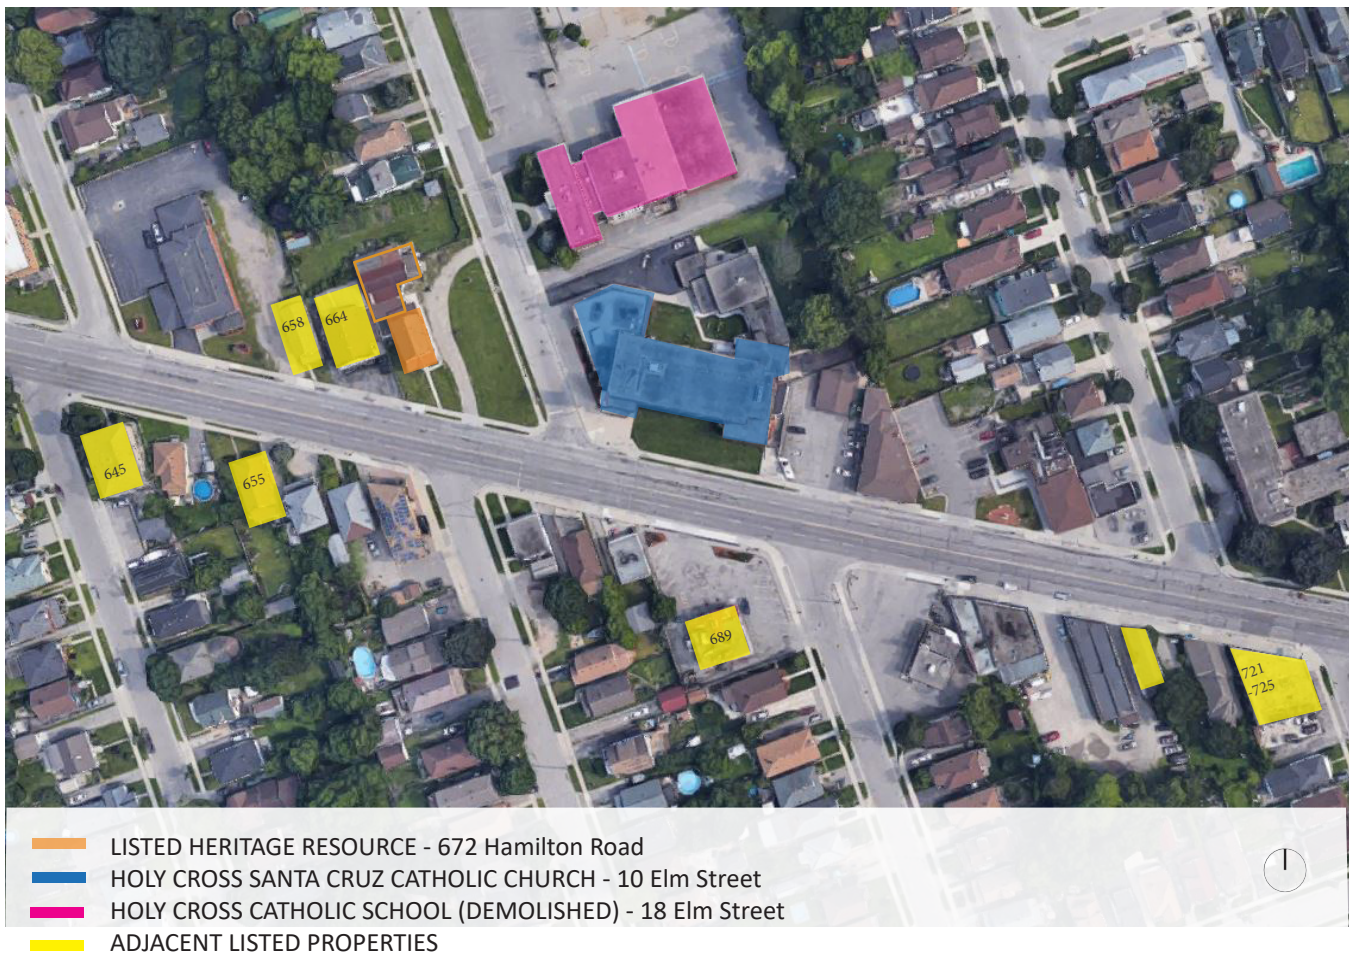 658
664
645
655
689
721
-725
LISTED HERITAGE RESOURCE - 672 Hamilton Road
HOLY CROSS SANTA CRUZ CATHOLIC CHURCH - 10 Elm Street
HOLY CROSS CATHOLIC SCHOOL (DEMOLISHED) - 18 Elm Street
ADJACENT LISTED PROPERTIES